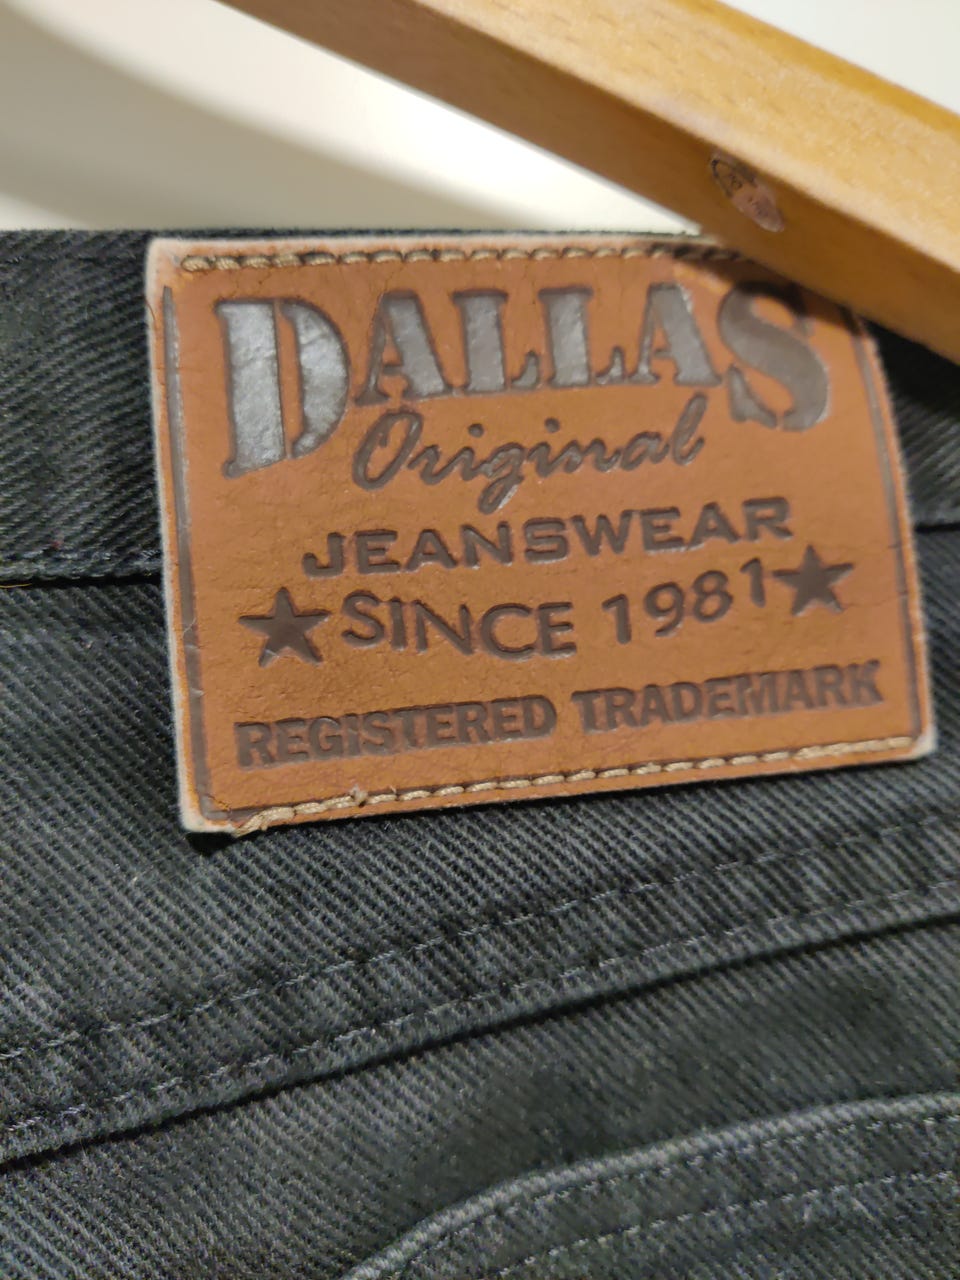 DALLAS
Original
JEANSWEAR
SINCE 1981
REGISTERED TRADEMARK